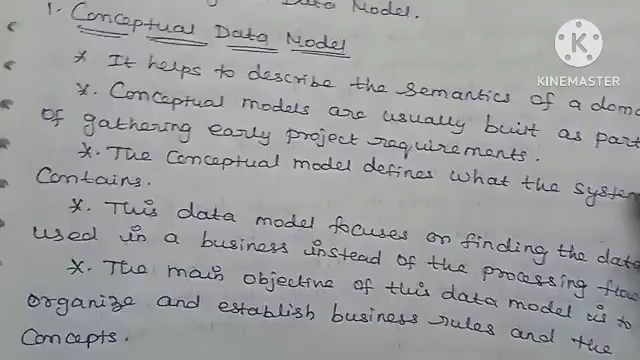 Data Model.
1. Conceptual Data Model
* It helps to describe the semantics of a doma
*. Conceptual models are usually built as part
of gathering early project requirements.
*. The conceptual model defines what the system
Contains.
*. This data model focuses on finding the data
used in a business instead of the processing flow
*. The main objective of this data model is to
organize and establish business rules and the
Concepts.
K
KINEMASTER